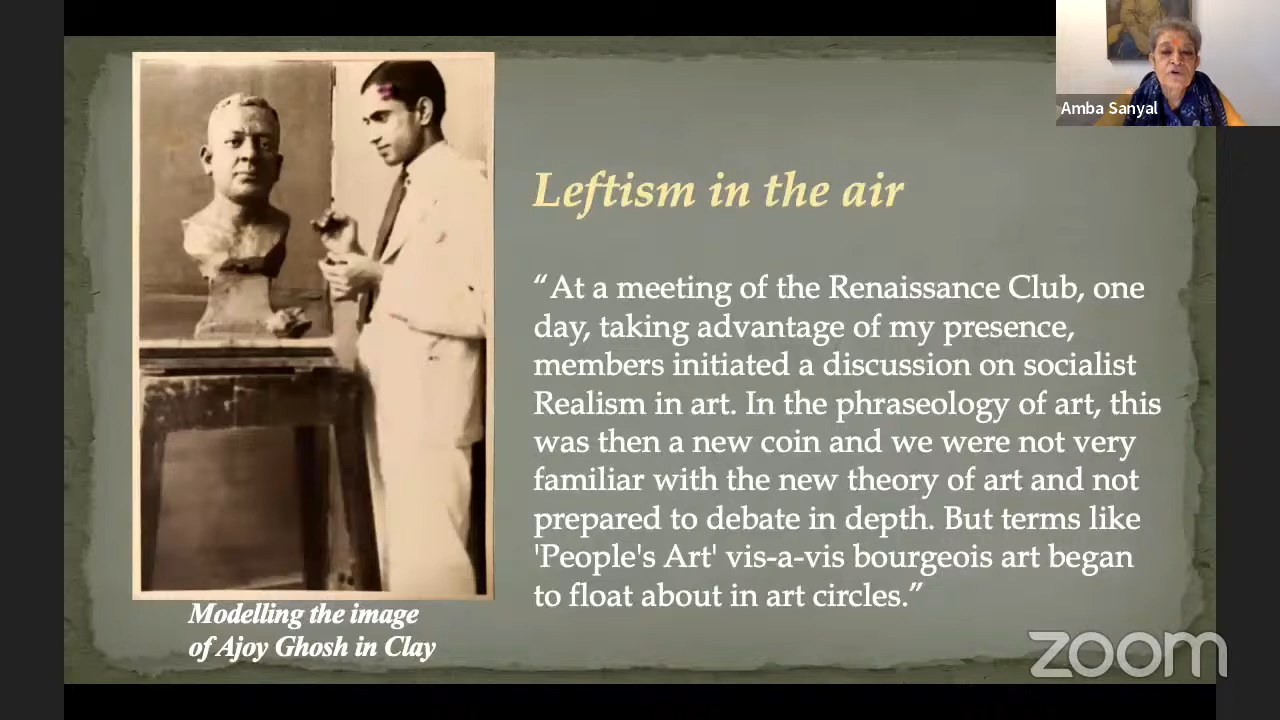 Amba Sanyal
Leftism in the air
“At a meeting of the Renaissance Club, one
day, taking advantage of my presence,
members initiated a discussion on socialist
Realism in art. In the phraseology of art, this
was then a new coin and we were not very
familiar with the new theory of art and not
prepared to debate in depth. But terms like
'People's Art' vis-a-vis bourgeois art began
to float about in art circles.”
Modelling the image
of Ajoy Ghosh in Clay
zoom